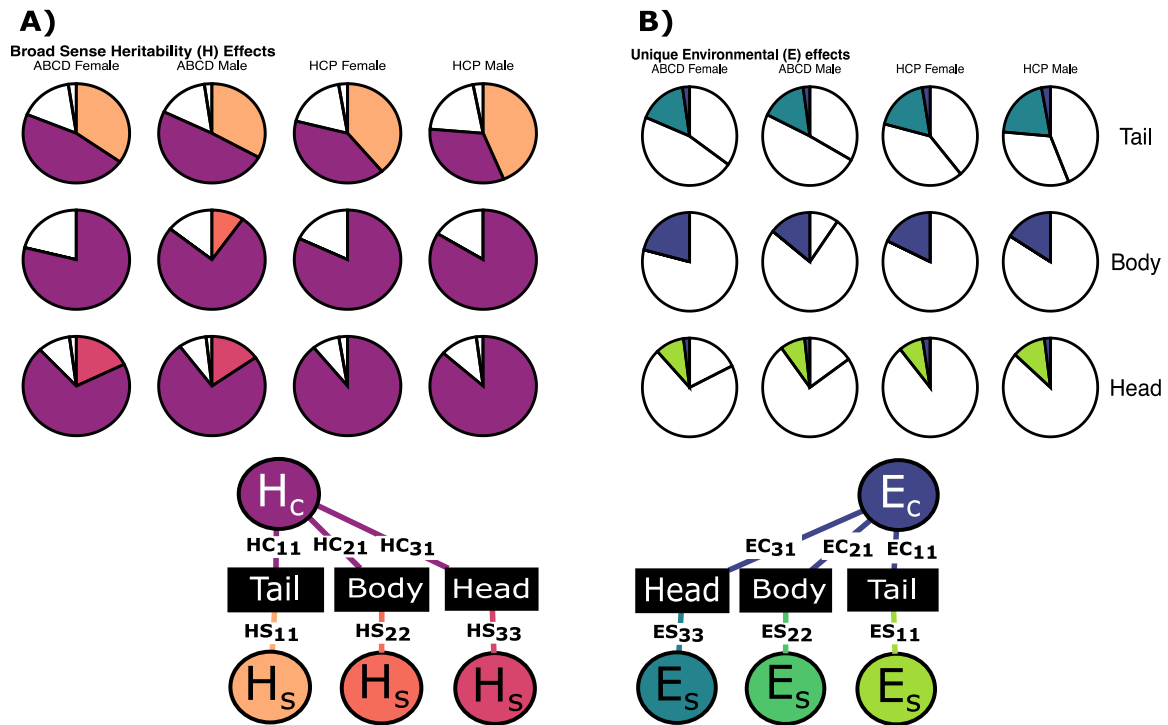 A)
Broad Sense Heritability (H) Effects
ABCD Female ABCD Male HCP Female HCP Male
B)
Unique Environmental (E) effects
ABCD Female ABCD Male HCP Female HCP Male
Tail
Body
Head
Hc
HC11 HC21 HC31
Tail Body Head
HS11 HS22 HS33
Hs Hs Hs
Ec
EC31 EC21 EC11
Head Body Tail
ES33 ES22 ES11
Es Es Es